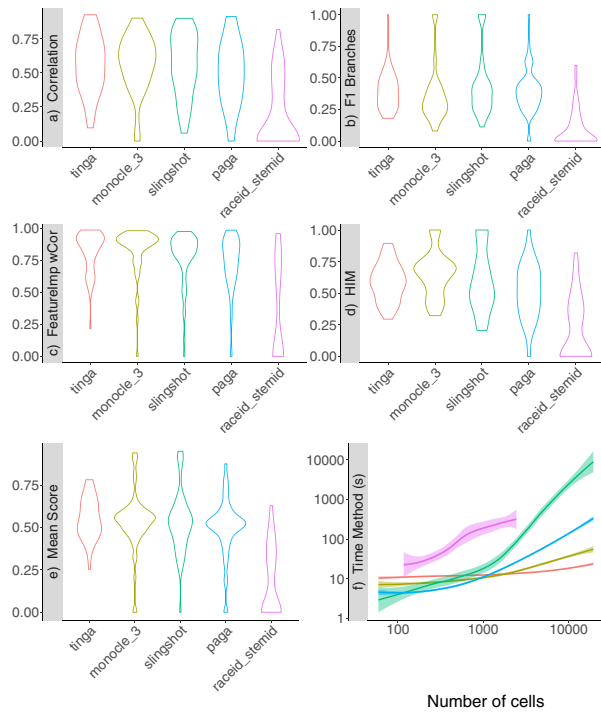 a) Correlation
0.75
0.50
0.25
0.00
tinga
monocle_3
slingshot
paga
raceid_stemid
b) F1 Branches
1.00
0.75
0.50
0.25
0.00
tinga
monocle_3
slingshot
paga
raceid_stemid
c) FeatureImp wCor
1.00
0.75
0.50
0.25
0.00
tinga
monocle_3
slingshot
paga
raceid_stemid
d) HIM
1.00
0.75
0.50
0.25
0.00
tinga
monocle_3
slingshot
paga
raceid_stemid
e) Mean Score
0.75
0.50
0.25
0.00
tinga
monocle_3
slingshot
paga
raceid_stemid
f) Time Method (s)
10000
1000
100
10
1
100
1000
10000
Number of cells